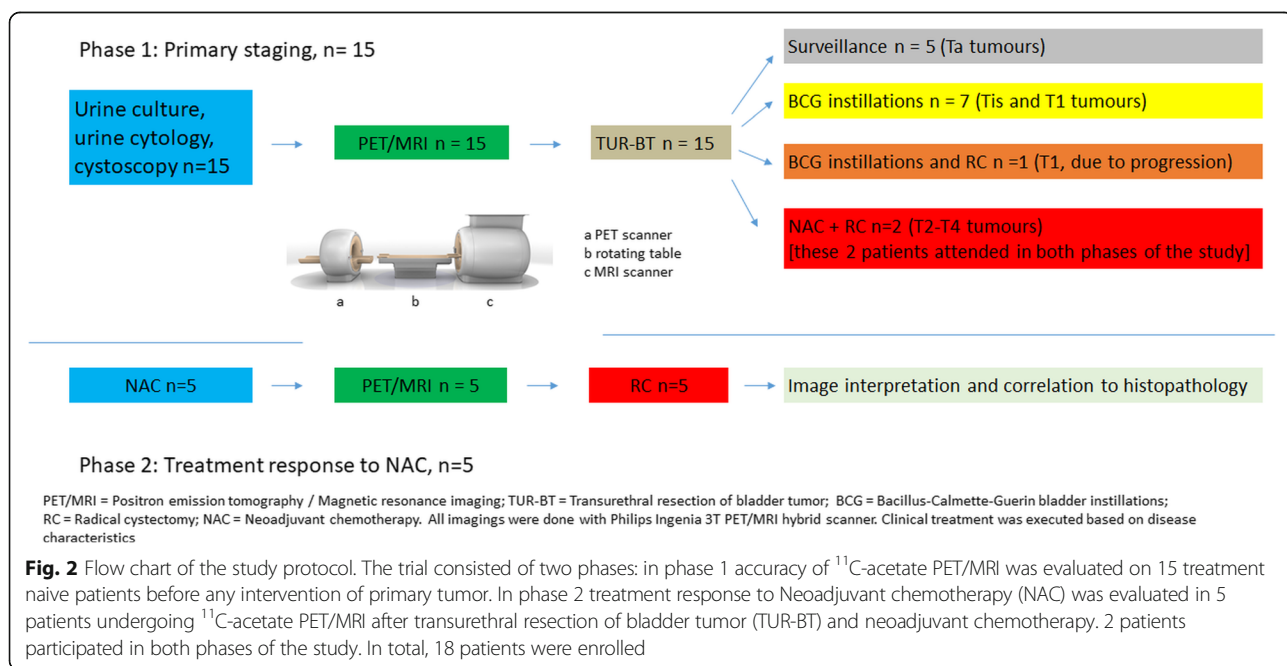 Phase 1: Primary staging, n= 15
Urine culture,
urine cytology,
cystoscopy n=15
PET/MRI n = 15
TUR-BT n = 15
Surveillance n = 5 (Ta tumours)
BCG instillations n = 7 (Tis and T1 tumours)
BCG instillations and RC n =1 (T1, due to progression)
NAC + RC n=2 (T2-T4 tumours)
[these 2 patients attended in both phases of the study]
a PET scanner
b rotating table
c MRI scanner
a b c
NAC n=5
PET/MRI n = 5
RC n=5
Image interpretation and correlation to histopathology
Phase 2: Treatment response to NAC, n=5
PET/MRI = Positron emission tomography / Magnetic resonance imaging; TUR-BT = Transurethral resection of bladder tumor; BCG = Bacillus-Calmette-Guerin bladder instillations;
RC = Radical cystectomy; NAC = Neoadjuvant chemotherapy. All imagings were done with Philips Ingenia 3T PET/MRI hybrid scanner. Clinical treatment was executed based on disease
characteristics
Fig. 2 Flow chart of the study protocol. The trial consisted of two phases: in phase 1 accuracy of ¹¹C-acetate PET/MRI was evaluated on 15 treatment
naive patients before any intervention of primary tumor. In phase 2 treatment response to Neoadjuvant chemotherapy (NAC) was evaluated in 5
patients undergoing ¹¹C-acetate PET/MRI after transurethral resection of bladder tumor (TUR-BT) and neoadjuvant chemotherapy. 2 patients
participated in both phases of the study. In total, 18 patients were enrolled